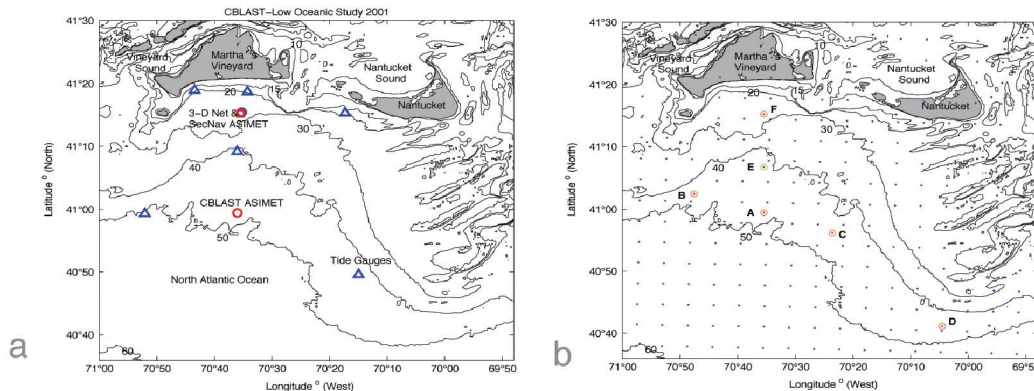 CBLAST-Low Oceanic Study 2001
41° 30'
41° 20'
41° 10'
41° 00'
40° 50'
40° 40'
Latitude ° (North)
Vineyard Sound
Martha´s Vineyard
10
Nantucket Sound
20
15
Nantucket
3-D Net &
SecNav ASIMET
30
40
CBLAST ASIMET
50
Tide Gauges
North Atlantic Ocean
60
71° 00'
70° 50'
70° 40'
70° 30'
70° 20'
70° 10'
70° 00'
69° 50'
Longitude ° (West)
a
41° 30'
41° 20'
41° 10'
41° 00'
40° 50'
40° 40'
Latitude ° (North)
Vineyard Sound
Martha´s Vineyard
10
Nantucket Sound
20
15
Nantucket
F
30
40
E
B
A
C
50
D
60
71° 00'
70° 50'
70° 40'
70° 30'
70° 20'
70° 10'
70° 00'
69° 50'
Longitude ° (West)
b